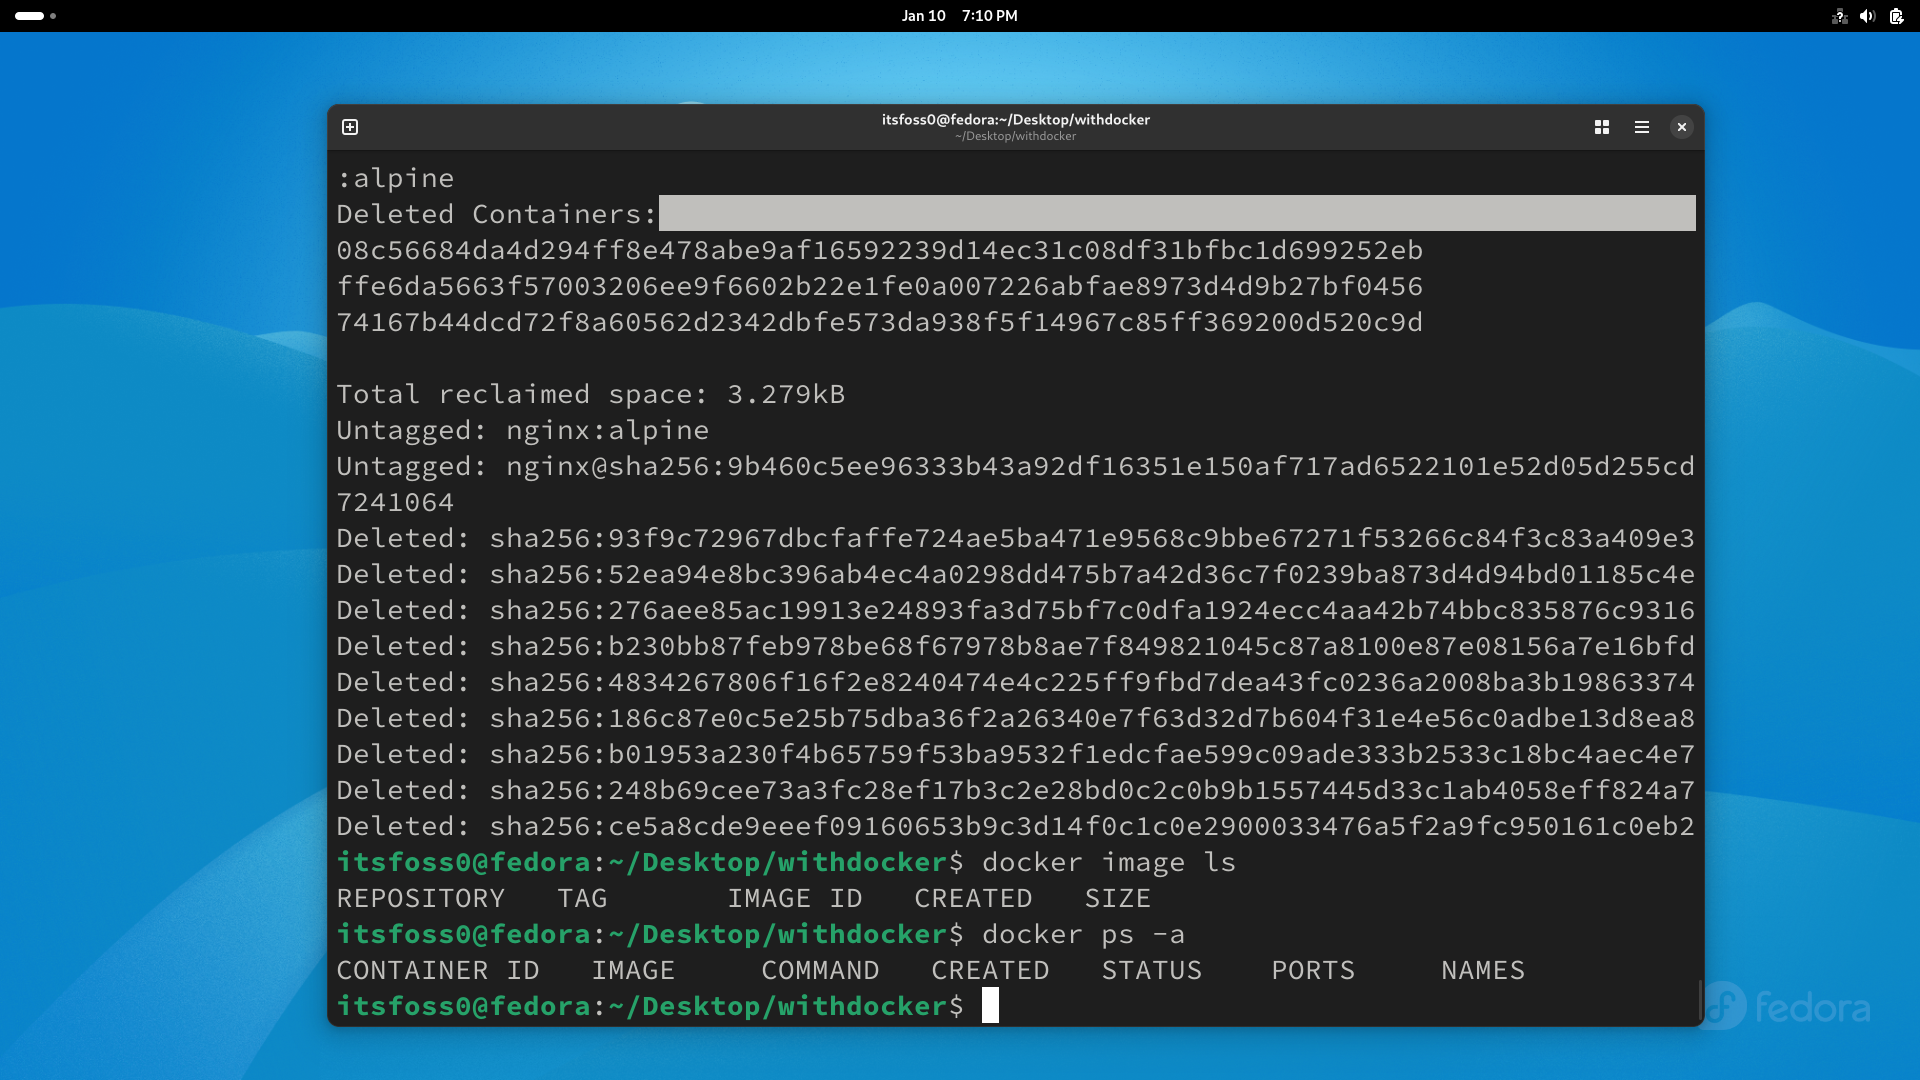 Jan 10 7:10 PM
itsfoss0@fedora:~/Desktop/withdocker
~/Desktop/withdocker
:alpine
Deleted Containers:
08c56684da4d294ff8e478abe9af16592239d14ec31c08df31bfbc1d699252eb
ffe6da5663f57003206ee9f6602b22e1fe0a007226abfae8973d4d9b27bf0456
74167b44dcd72f8a60562d2342dbfe573da938f5f14967c85ff369200d520c9d
Total reclaimed space: 3.279kB
Untagged: nginx:alpine
Untagged: nginx@sha256:9b460c5ee96333b43a92df16351e150af717ad6522101e52d05d255cd
7241064
Deleted: sha256:93f9c72967dbcfaffe724ae5ba471e9568c9bbe67271f53266c84f3c83a409e3
Deleted: sha256:52ea94e8bc396ab4ec4a0298dd475b7a42d36c7f0239ba873d4d94bd01185c4e
Deleted: sha256:276aee85ac19913e24893fa3d75bf7c0dfa1924ecc4aa42b74bbc835876c9316
Deleted: sha256:b230bb87feb978be68f67978b8ae7f849821045c87a8100e87e08156a7e16bfd
Deleted: sha256:4834267806f16f2e8240474e4c225ff9fbd7dea43fc0236a2008ba3b19863374
Deleted: sha256:186c87e0c5e25b75dba36f2a26340e7f63d32d7b604f31e4e56c0adbe13d8ea8
Deleted: sha256:b01953a230f4b65759f53ba9532f1edcfae599c09ade333b2533c18bc4aec4e7
Deleted: sha256:248b69cee73a3fc28ef17b3c2e28bd0c2c0b9b1557445d33c1ab4058eff824a7
Deleted: sha256:ce5a8cde9eeef09160653b9c3d14f0c1c0e2900033476a5f2a9fc950161c0eb2
itsfoss0@fedora:~/Desktop/withdocker$ docker image ls
REPOSITORY TAG IMAGE ID CREATED SIZE
itsfoss0@fedora:~/Desktop/withdocker$ docker ps -a
CONTAINER ID IMAGE COMMAND CREATED STATUS PORTS NAMES
itsfoss0@fedora:~/Desktop/withdocker$
fedora